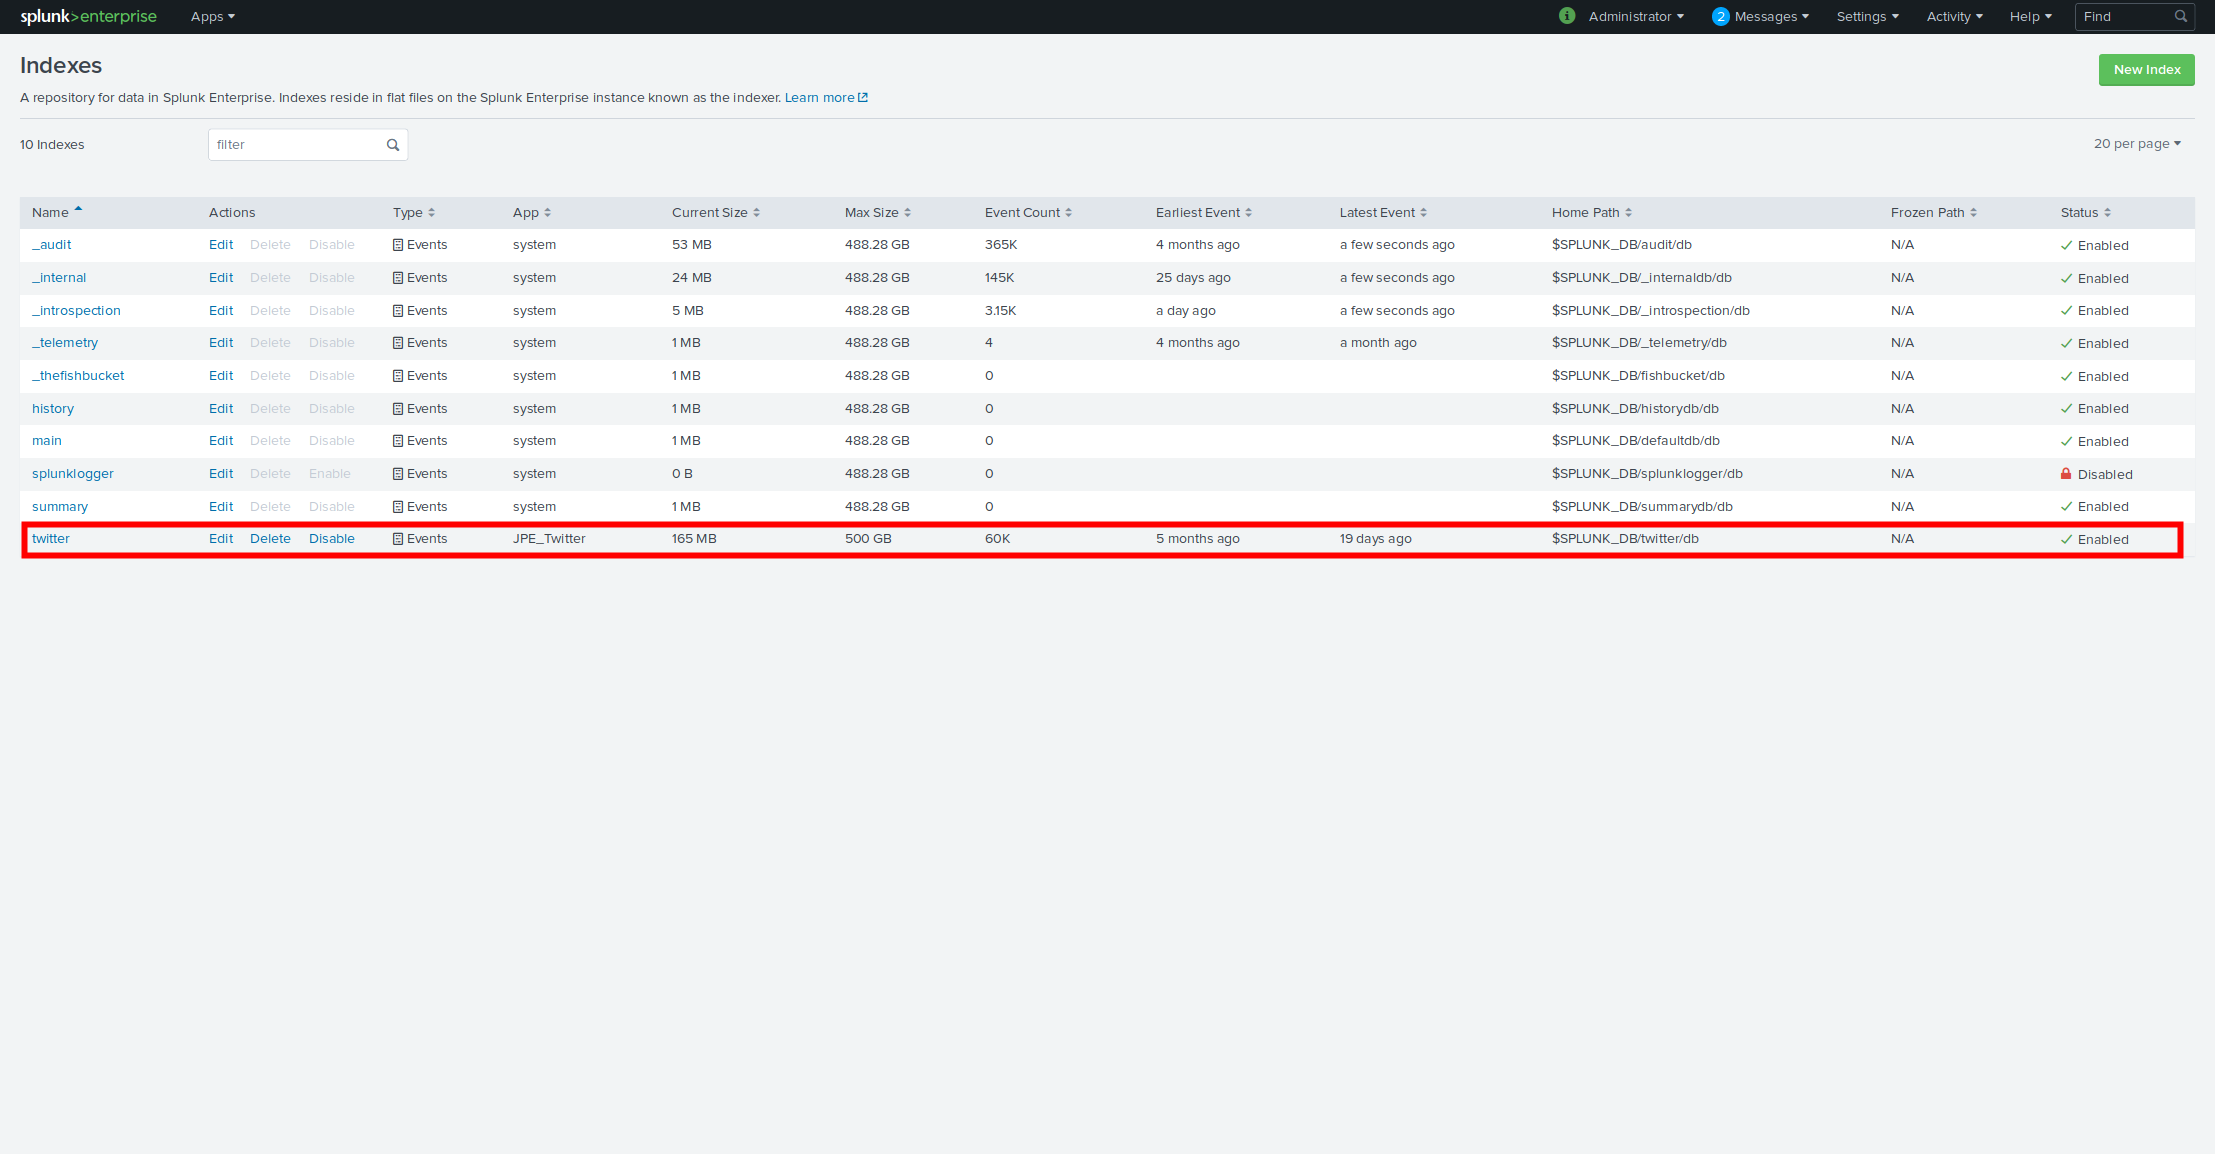 splunk>enterprise Apps Administrator 2 Messages Settings Activity Help Find
Indexes
New Index
A repository for data in Splunk Enterprise. Indexes reside in flat files on the Splunk Enterprise instance known as the indexer. Learn more
10 Indexes filter 20 per page
Name Actions Type App Current Size Max Size Event Count Earliest Event Latest Event Home Path Frozen Path Status
_audit Edit Delete Disable Events system 53 MB 488.28 GB 365K 4 months ago a few seconds ago $SPLUNK_DB/audit/db N/A Enabled
_internal Edit Delete Disable Events system 24 MB 488.28 GB 145K 25 days ago a few seconds ago $SPLUNK_DB/_internaldb/db N/A Enabled
_introspection Edit Delete Disable Events system 5 MB 488.28 GB 3.15K a day ago a few seconds ago $SPLUNK_DB/_introspection/db N/A Enabled
_telemetry Edit Delete Disable Events system 1 MB 488.28 GB 4 4 months ago a month ago $SPLUNK_DB/_telemetry/db N/A Enabled
_thefishbucket Edit Delete Disable Events system 1 MB 488.28 GB 0 $SPLUNK_DB/fishbucket/db N/A Enabled
history Edit Delete Disable Events system 1 MB 488.28 GB 0 $SPLUNK_DB/historydb/db N/A Enabled
main Edit Delete Disable Events system 1 MB 488.28 GB 0 $SPLUNK_DB/defaultdb/db N/A Enabled
splunklogger Edit Delete Enable Events system 0 B 488.28 GB 0 $SPLUNK_DB/splunklogger/db N/A Disabled
summary Edit Delete Disable Events system 1 MB 488.28 GB 0 $SPLUNK_DB/summarydb/db N/A Enabled
twitter Edit Delete Disable Events JPE_Twitter 165 MB 500 GB 60K 5 months ago 19 days ago $SPLUNK_DB/twitter/db N/A Enabled